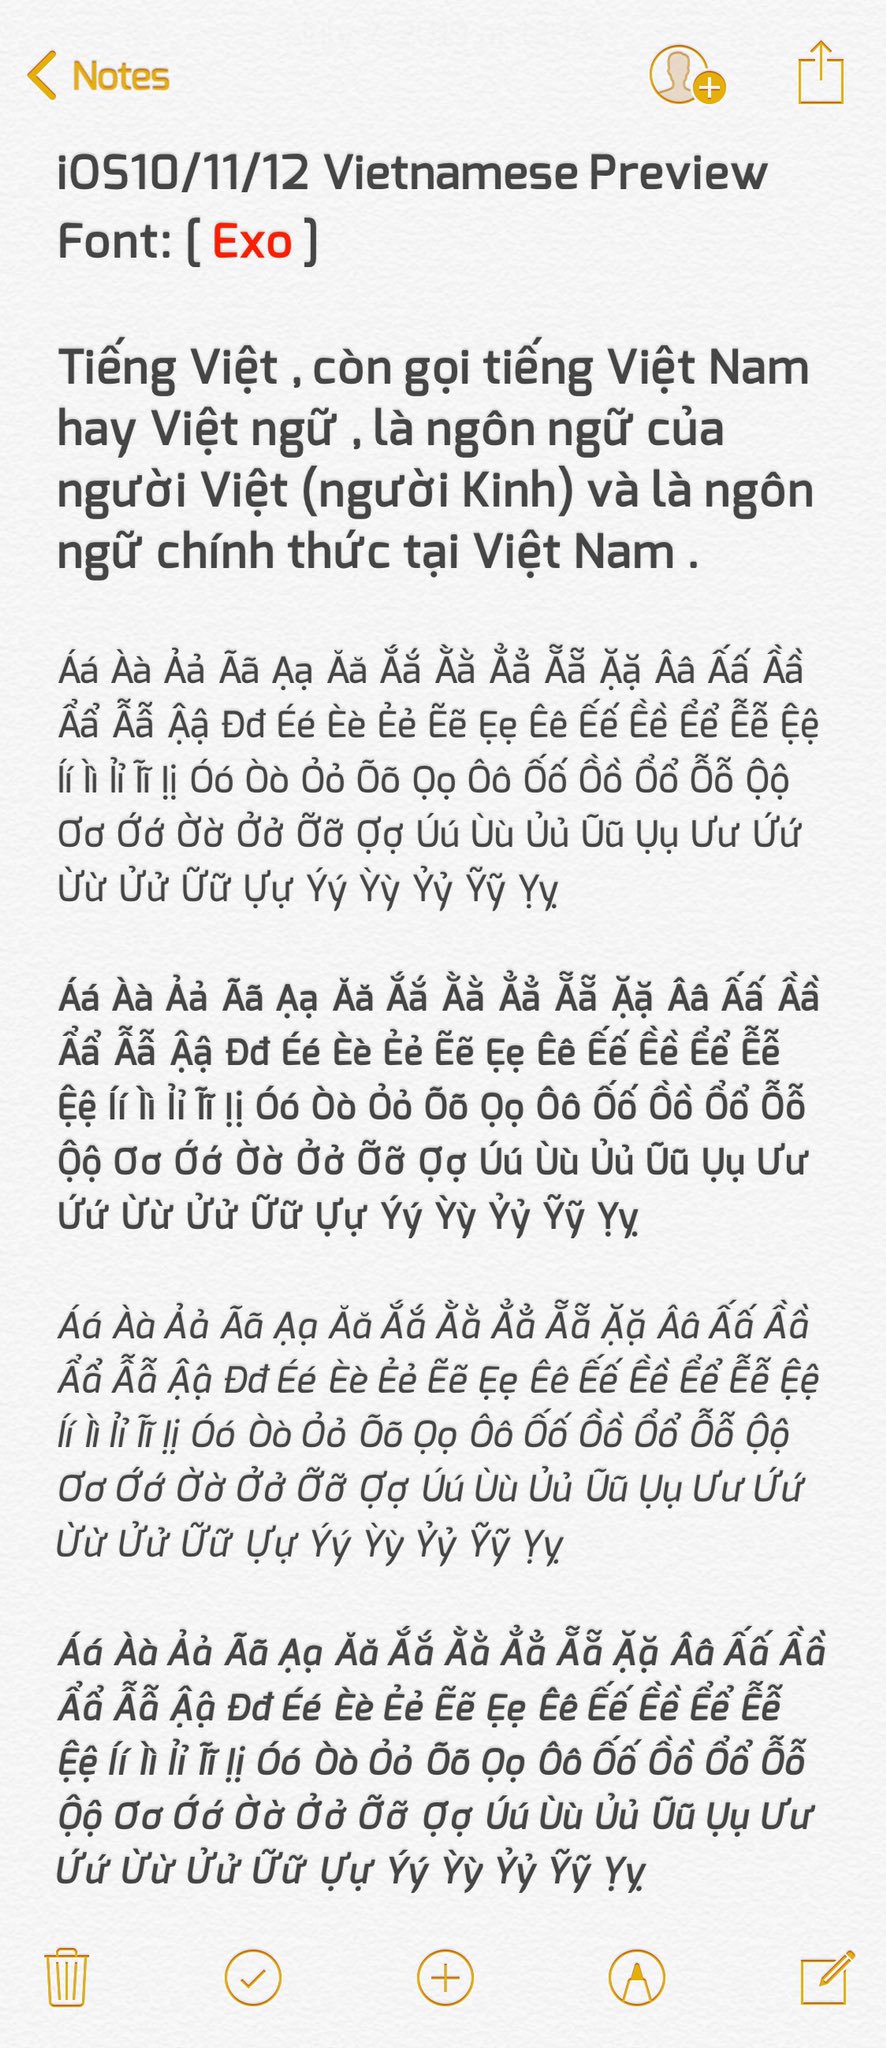 Notes
iOS10/11/12 Vietnamese Preview
Font: [ Exo ]
Tiếng Việt , còn gọi tiếng Việt Nam
hay Việt ngữ , là ngôn ngữ của
người Việt (người Kinh) và là ngôn
ngữ chính thức tại Việt Nam .
Áá Àà Ảả Ãã Ạạ Ăă Ắắ Ằằ Ẳẳ Ẵẵ Ặặ Ââ Ấấ Ầầ
Ẩẩ Ẫẫ Ậậ Đđ Éé Èè Ẻẻ Ẽẽ Ẹẹ Êê Ếế Ềề Ểể Ễễ Ệệ
Íí Ìì Ỉỉ Ĩĩ Ịị Óó Òò Ỏỏ Õõ Ọọ Ôô Ốố Ồồ Ổổ Ỗỗ Ộộ
Ơơ Ớớ Ờờ Ởở Ỡỡ Ợợ Úú Ùù Ủủ Ũũ Ụụ Ưư Ứứ
Ừừ Ửử Ữữ Ựự Ýý Ỳỳ Ỷỷ Ỹỹ Ỵỵ
Áá Àà Ảả Ãã Ạạ Ăă Ắắ Ằằ Ẳẳ Ẵẵ Ặặ Ââ Ấấ Ầầ
Ẩẩ Ẫẫ Ậậ Đđ Éé Èè Ẻẻ Ẽẽ Ẹẹ Êê Ếế Ềề Ểể Ễễ
Ệệ Íí Ìì Ỉỉ Ĩĩ Ịị Óó Òò Ỏỏ Õõ Ọọ Ôô Ốố Ồồ Ổổ Ỗỗ
Ộộ Ơơ Ớớ Ờờ Ởở Ỡỡ Ợợ Úú Ùù Ủủ Ũũ Ụụ Ưư
Ứứ Ừừ Ửử Ữữ Ựự Ýý Ỳỳ Ỷỷ Ỹỹ Ỵỵ
Áá Àà Ảả Ãã Ạạ Ăă Ắắ Ằằ Ẳẳ Ẵẵ Ặặ Ââ Ấấ Ầầ
Ẩẩ Ẫẫ Ậậ Đđ Éé Èè Ẻẻ Ẽẽ Ẹẹ Êê Ếế Ềề Ểể Ễễ Ệệ
Íí Ìì Ỉỉ Ĩĩ Ịị Óó Òò Ỏỏ Õõ Ọọ Ôô Ốố Ồồ Ổổ Ỗỗ Ộộ
Ơơ Ớớ Ờờ Ởở Ỡỡ Ợợ Úú Ùù Ủủ Ũũ Ụụ Ưư Ứứ
Ừừ Ửử Ữữ Ựự Ýý Ỳỳ Ỷỷ Ỹỹ Ỵỵ
Áá Àà Ảả Ãã Ạạ Ăă Ắắ Ằằ Ẳẳ Ẵẵ Ặặ Ââ Ấấ Ầầ
Ẩẩ Ẫẫ Ậậ Đđ Éé Èè Ẻẻ Ẽẽ Ẹẹ Êê Ếế Ềề Ểể Ễễ
Ệệ Íí Ìì Ỉỉ Ĩĩ Ịị Óó Òò Ỏỏ Õõ Ọọ Ôô Ốố Ồồ Ổổ Ỗỗ
Ộộ Ơơ Ớớ Ờờ Ởở Ỡỡ Ợợ Úú Ùù Ủủ Ũũ Ụụ Ưư
Ứứ Ừừ Ửử Ữữ Ựự Ýý Ỳỳ Ỷỷ Ỹỹ Ỵỵ